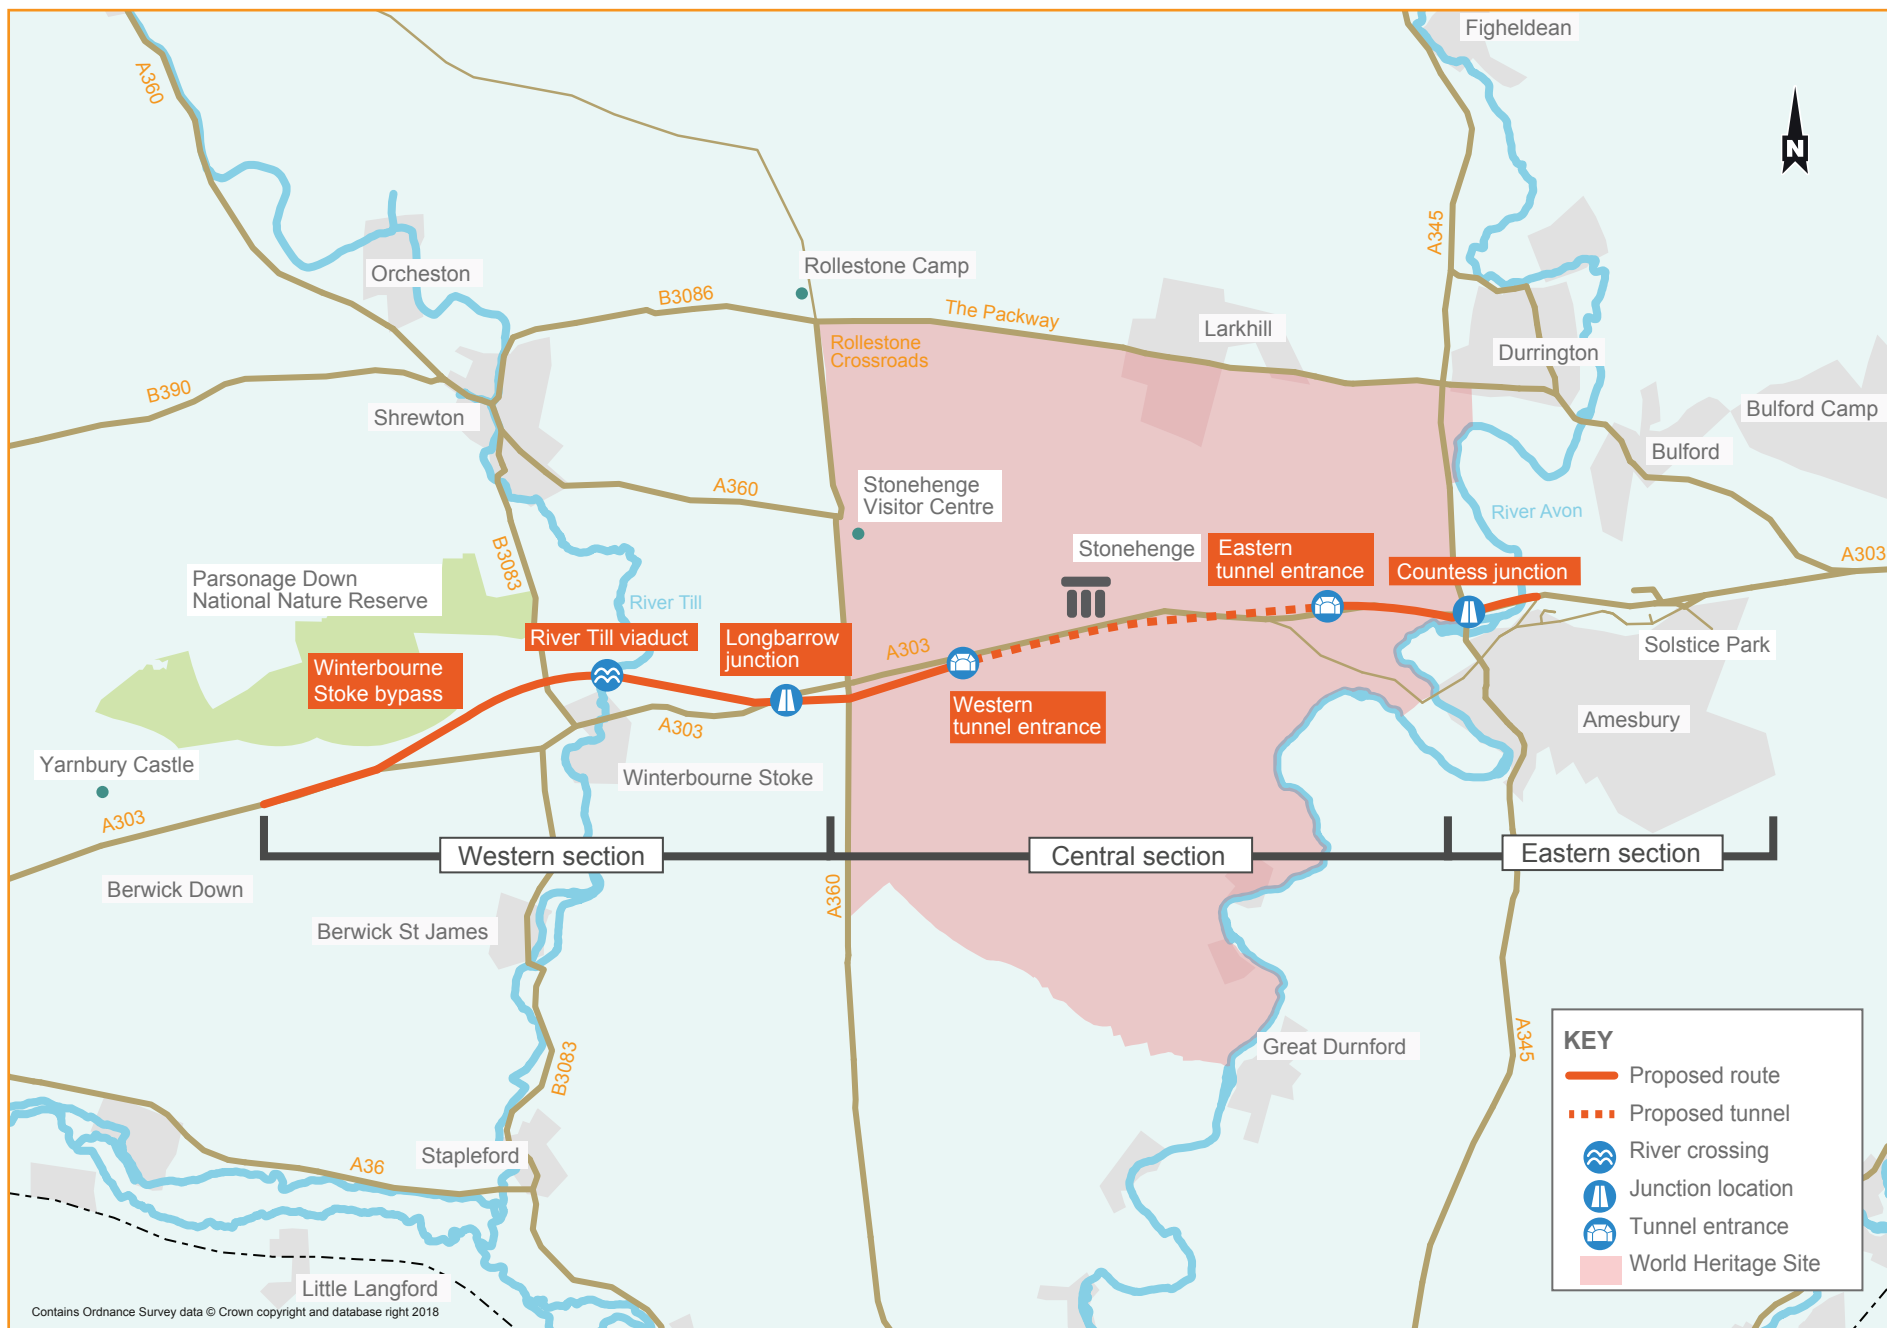 Figheldean
A360
N
A345
Orcheston
Rollestone Camp
B3086
The Packway
Larkhill
Rollestone
Crossroads
Durrington
B390
Shrewton
Bulford Camp
Bulford
A360
Stonehenge
Visitor Centre
River Avon
Stonehenge
Eastern
tunnel entrance
Countess junction
A303
B3083
Parsonage Down
National Nature Reserve
River Till
River Till viaduct
Longbarrow
junction
A303
Solstice Park
Winterbourne
Stoke bypass
Western
tunnel entrance
A303
Amesbury
Yarnbury Castle
Winterbourne Stoke
A303
Western section
Central section
Eastern section
Berwick Down
A360
Berwick St James
A345
Great Durnford
B3083
Stapleford
A36
Little Langford
KEY
Proposed route
Proposed tunnel
River crossing
Junction location
Tunnel entrance
World Heritage Site
Contains Ordnance Survey data © Crown copyright and database right 2018